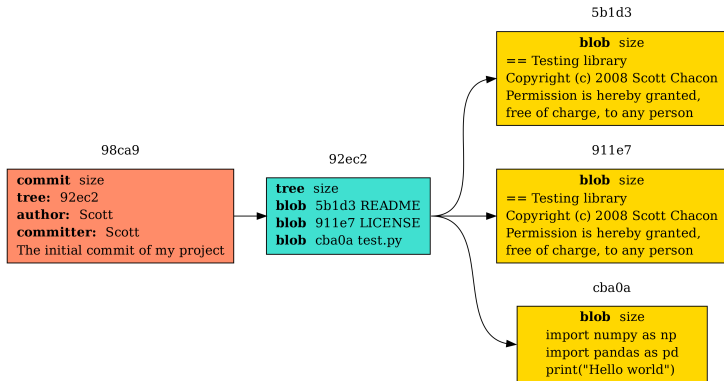 98ca9
commit size
tree: 92ec2
author: Scott
committer: Scott
The initial commit of my project
92ec2
tree size
blob 5b1d3 README
blob 911e7 LICENSE
blob cba0a test.py
5b1d3
blob size
== Testing library
Copyright (c) 2008 Scott Chacon
Permission is hereby granted,
free of charge, to any person
911e7
blob size
== Testing library
Copyright (c) 2008 Scott Chacon
Permission is hereby granted,
free of charge, to any person
cba0a
blob size
import numpy as np
import pandas as pd
print("Hello world")